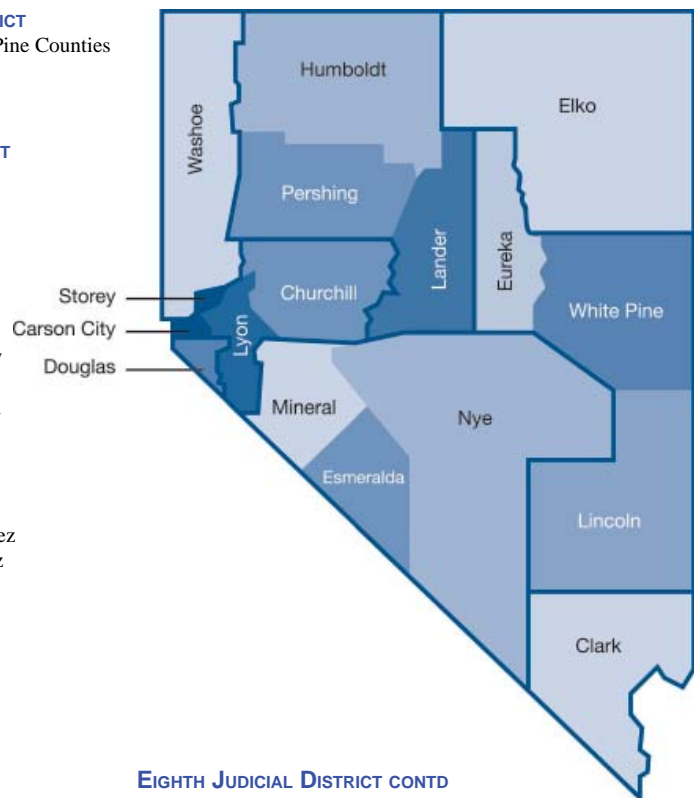 ICT
Pine Counties
Humboldt
Elko
Washoe
T
Pershing
Lander
Eureka
Storey
Churchill
White Pine
Carson City
Lyon
Douglas
Mineral
Nye
Esmeralda
Lincoln
ez
z
Clark
EIGHTH JUDICIAL DISTRICT CONTD